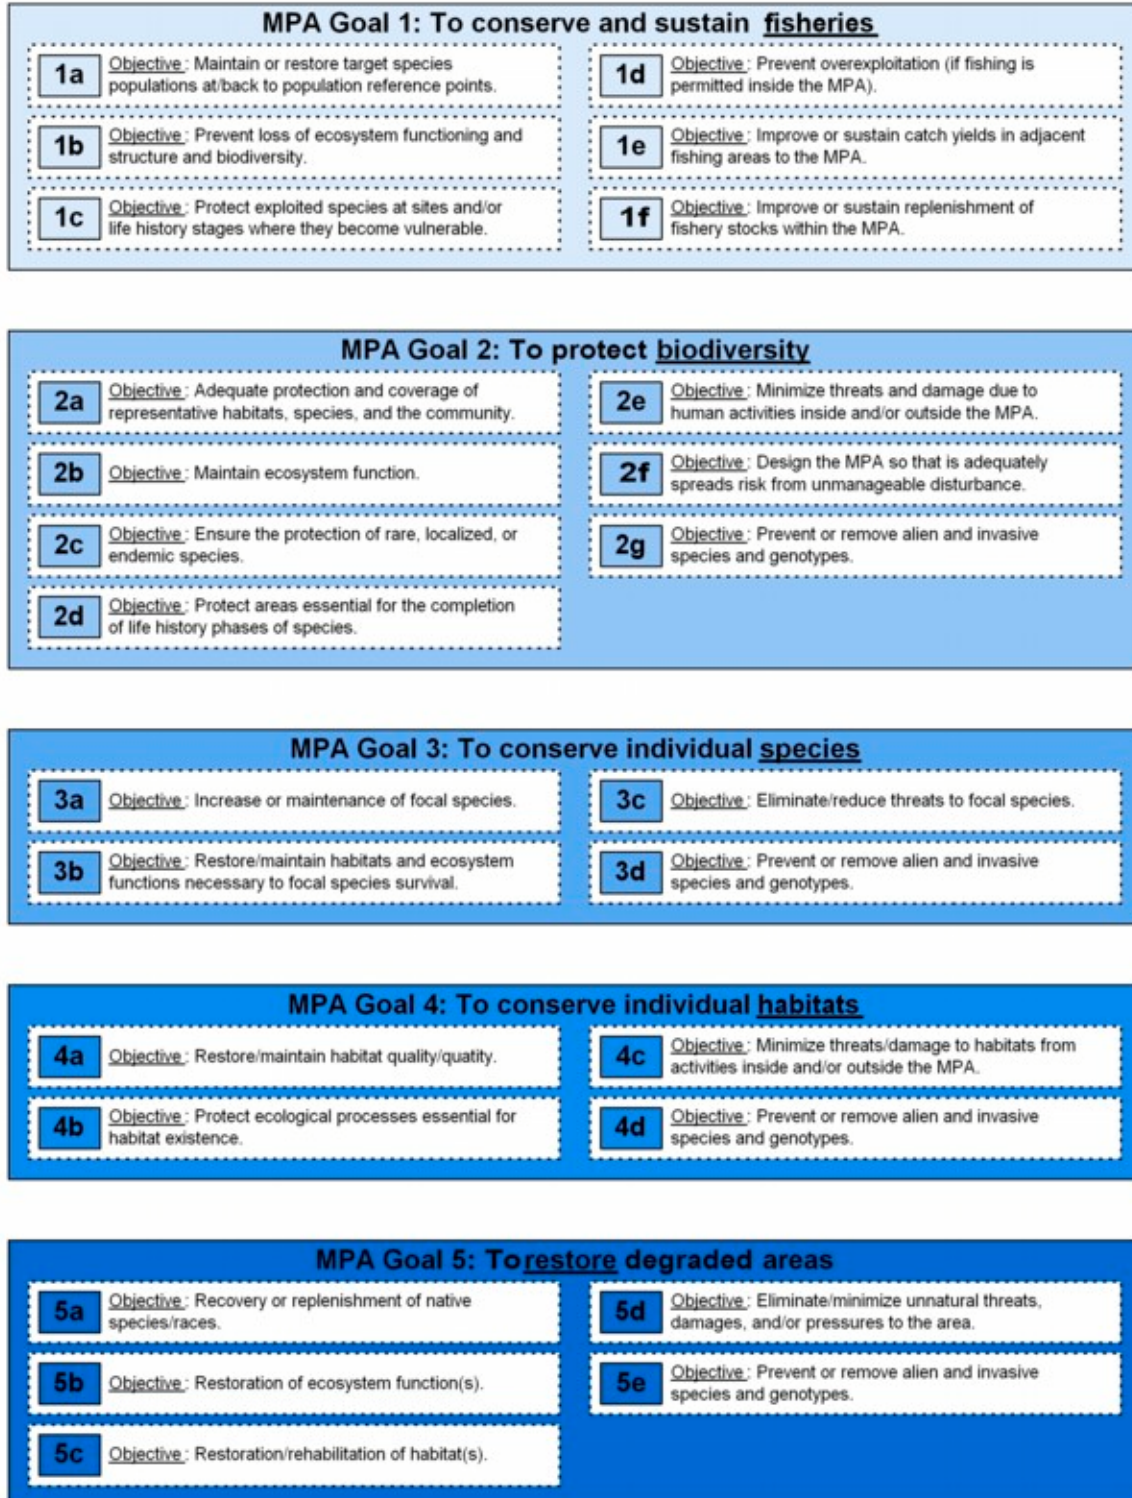 MPA Goal 1: To conserve and sustain fisheries
1a
Objective: Maintain or restore target species
populations at/back to population reference points.
1b
Objective: Prevent loss of ecosystem functioning and
structure and biodiversity.
1c
Objective: Protect exploited species at sites and/or
life history stages where they become vulnerable.
1d
Objective: Prevent overexploitation (if fishing is
permitted inside the MPA).
1e
Objective: Improve or sustain catch yields in adjacent
fishing areas to the MPA.
1f
Objective: Improve or sustain replenishment of
fishery stocks within the MPA.
MPA Goal 2: To protect biodiversity
2a
Objective: Adequate protection and coverage of
representative habitats, species, and the community.
2b
Objective: Maintain ecosystem function.
2c
Objective: Ensure the protection of rare, localized, or
endemic species.
2d
Objective: Protect areas essential for the completion
of life history phases of species.
2e
Objective: Minimize threats and damage due to
human activities inside and/or outside the MPA.
2f
Objective: Design the MPA so that is adequately
spreads risk from unmanageable disturbance.
2g
Objective: Prevent or remove alien and invasive
species and genotypes.
MPA Goal 3: To conserve individual species
3a
Objective: Increase or maintenance of focal species.
3b
Objective: Restore/maintain habitats and ecosystem
functions necessary to focal species survival.
3c
Objective: Eliminate/reduce threats to focal species.
3d
Objective: Prevent or remove alien and invasive
species and genotypes.
MPA Goal 4: To conserve individual habitats
4a
Objective: Restore/maintain habitat quality/quatity.
4b
Objective: Protect ecological processes essential for
habitat existence.
4c
Objective: Minimize threats/damage to habitats from
activities inside and/or outside the MPA.
4d
Objective: Prevent or remove alien and invasive
species and genotypes.
MPA Goal 5: To restore degraded areas
5a
Objective: Recovery or replenishment of native
species/races.
5b
Objective: Restoration of ecosystem function(s).
5c
Objective: Restoration/rehabilitation of habitat(s).
5d
Objective: Eliminate/minimize unnatural threats,
damages, and/or pressures to the area.
5e
Objective: Prevent or remove alien and invasive
species and genotypes.